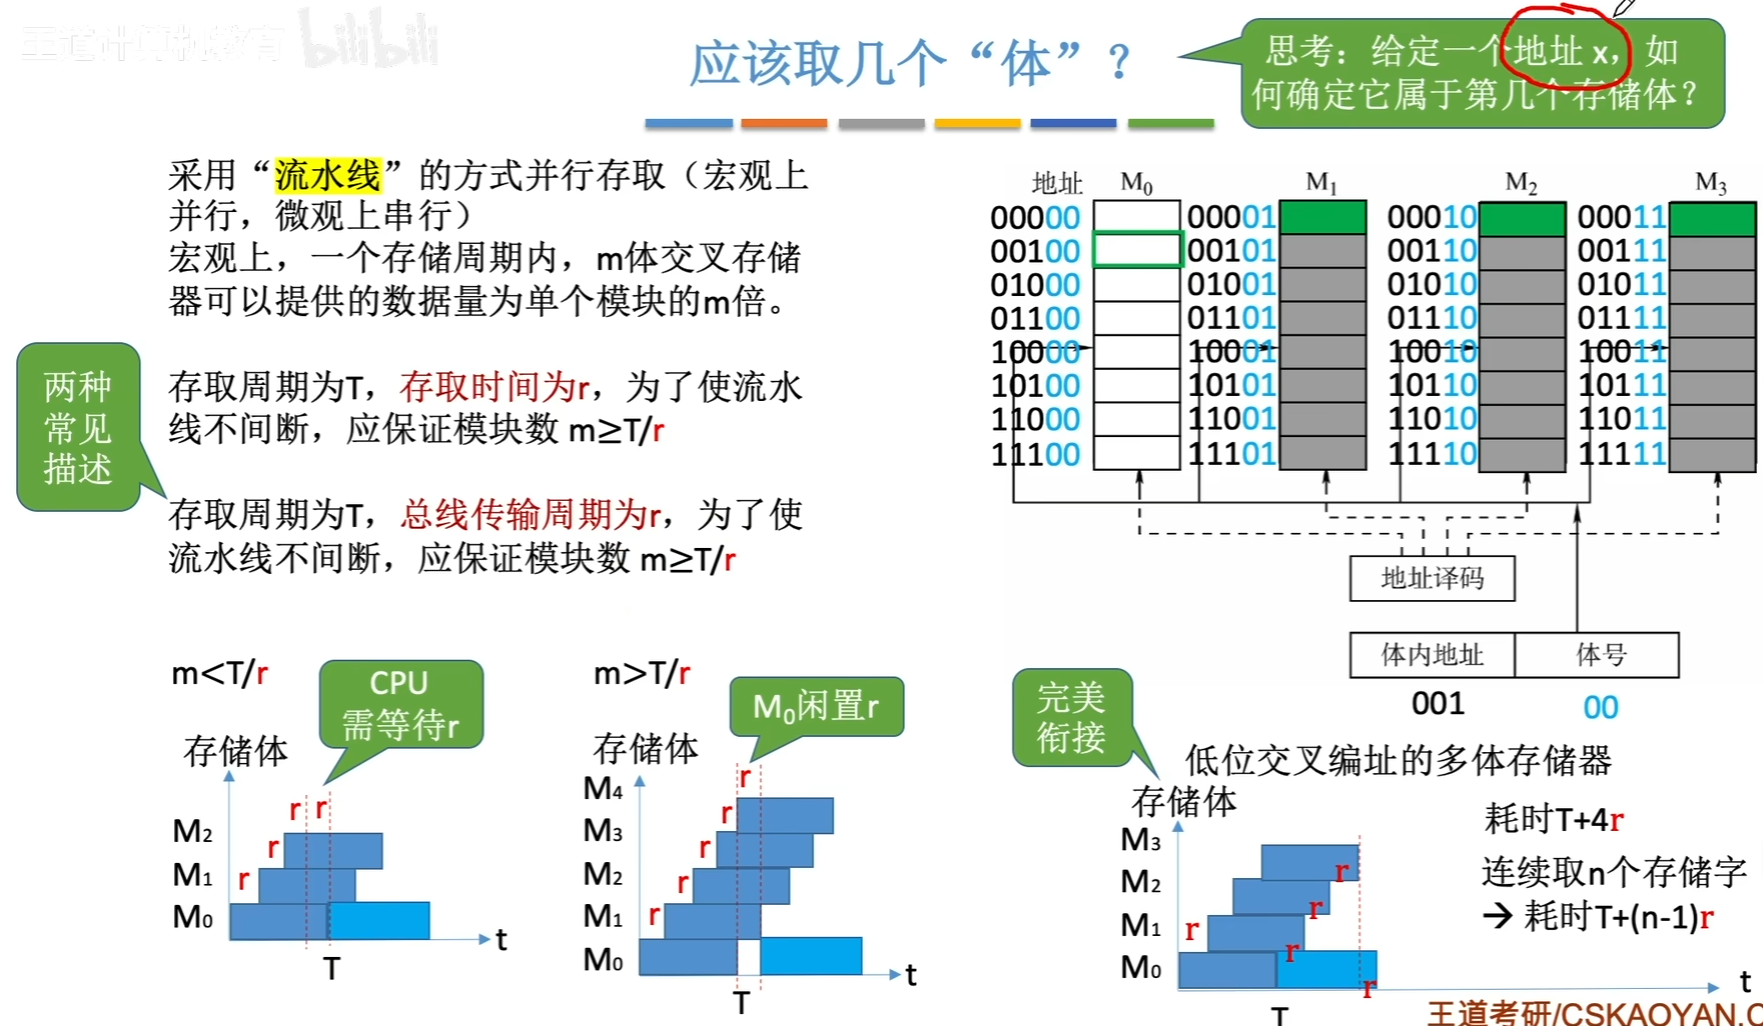 王道计算机教育 bilibili
应该取几个“体”？
思考：给定一个地址 x，如
何确定它属于第几个存储体？
采用“流水线”的方式并行存取（宏观上
并行，微观上串行）
宏观上，一个存储周期内，m体交叉存储
器可以提供的数据量为单个模块的m倍。
两种
常见
描述
存取周期为T，存取时间为r，为了使流水
线不间断，应保证模块数 m≥T/r
存取周期为T，总线传输周期为r，为了使
流水线不间断，应保证模块数 m≥T/r
地址 M0 M1 M2 M3
00000 00001 00010 00011
00100 00101 00110 00111
01000 01001 01010 01011
01100 01101 01110 01111
10000 10001 10010 10011
10100 10101 10110 10111
11000 11001 11010 11011
11100 11101 11110 11111
地址译码
体内地址 体号
001 00
低位交叉编址的多体存储器
m<T/r
CPU
需等待r
存储体
r r
M2 r
M1 r
M0
t
T
m>T/r
M0闲置r
存储体
r
M4 r
M3 r
M2 r
M1 r
M0
t
T
完美
衔接
存储体
M3 r
M2 r
M1 r r
M0 r
t
T
耗时T+4r
连续取n个存储字
→ 耗时T+(n-1)r
王道考研/CSKAOYAN.C